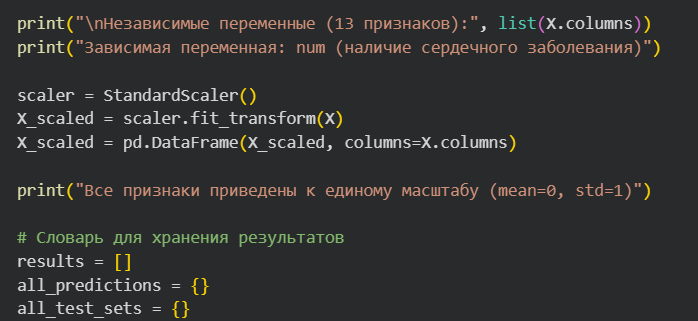 print("\nНезависимые переменные (13 признаков):", list(X.columns))
print("Зависимая переменная: num (наличие сердечного заболевания)")
scaler = StandardScaler()
X_scaled = scaler.fit_transform(X)
X_scaled = pd.DataFrame(X_scaled, columns=X.columns)
print("Все признаки приведены к единому масштабу (mean=0, std=1)")
# Словарь для хранения результатов
results = []
all_predictions = {}
all_test_sets = {}